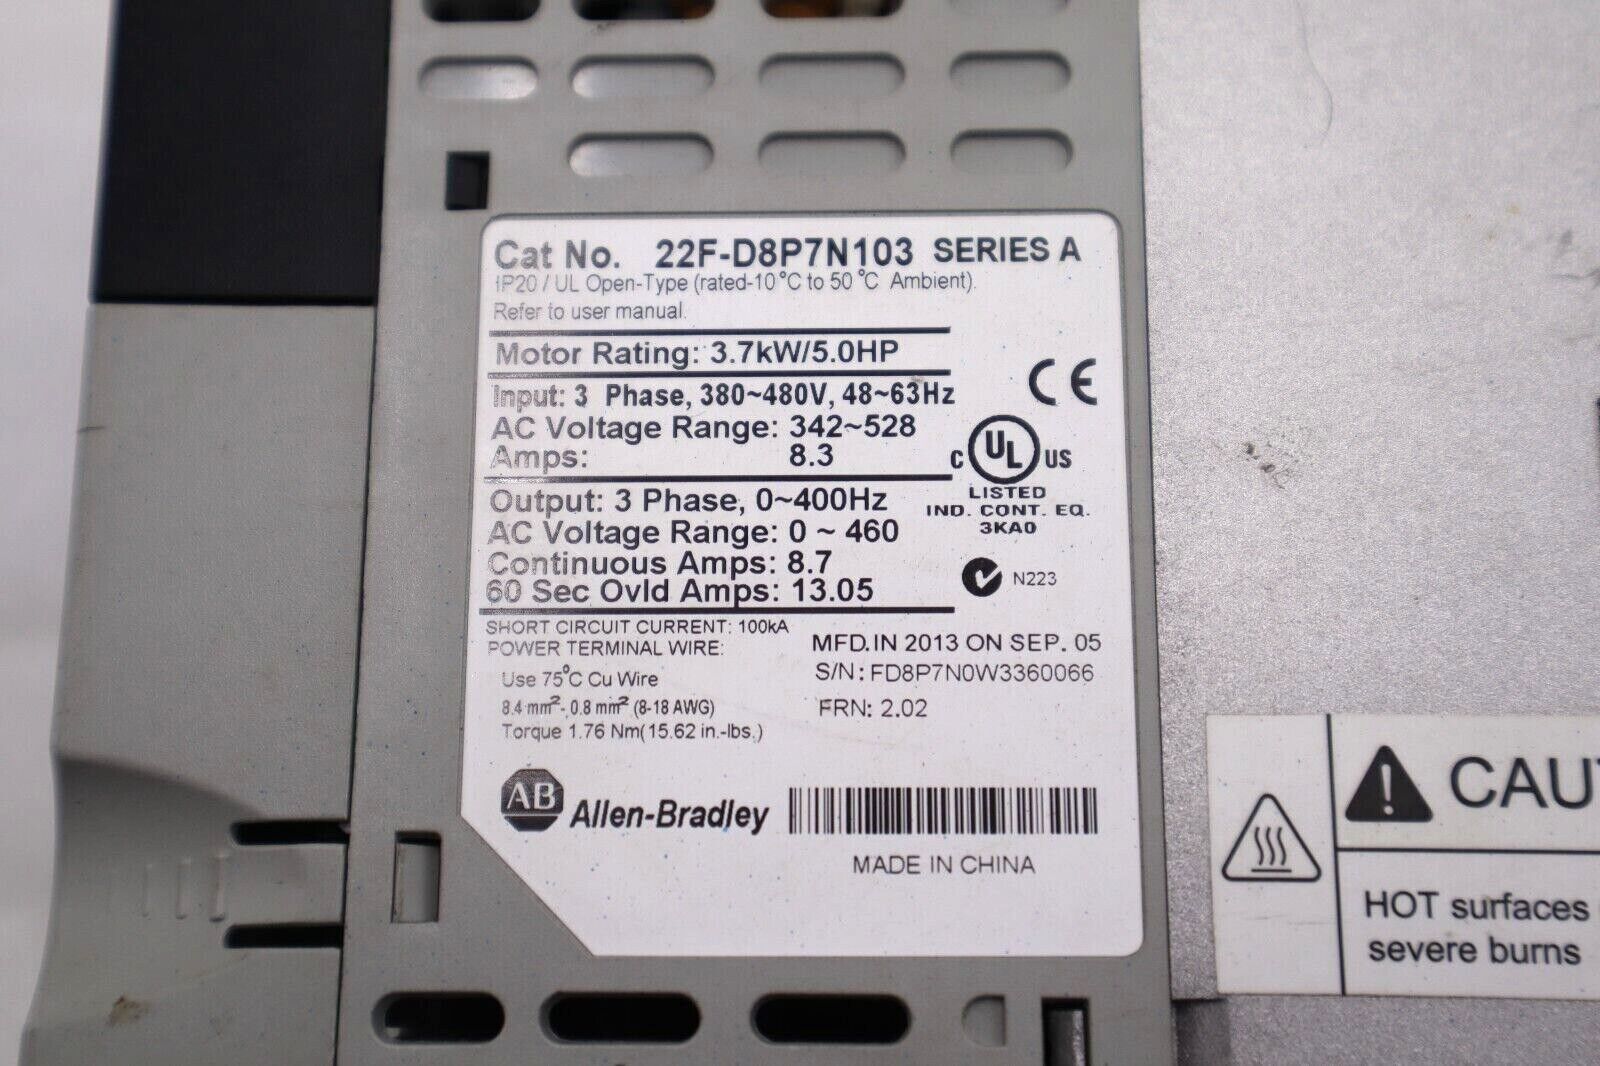 Cat No. 22F-D8P7N103 SERIES A
IP20 / UL Open-Type (rated-10°C to 50°C Ambient).
Refer to user manual.
Motor Rating: 3.7kW/5.0HP
Input: 3 Phase, 380~480V, 48~63Hz
AC Voltage Range: 342~528
Amps: 8.3
CE
C UL US
LISTED
IND. CONT. EQ.
3KA0
Output: 3 Phase, 0~400Hz
AC Voltage Range: 0 ~ 460
Continuous Amps: 8.7
60 Sec Ovld Amps: 13.05
N223
SHORT CIRCUIT CURRENT: 100kA
POWER TERMINAL WIRE:
Use 75°C Cu Wire
8.4 mm²- 0.8 mm² (8-18 AWG)
Torque 1.76 Nm(15.62 in.-lbs.)
MFD.IN 2013 ON SEP. 05
S/N: FD8P7N0W3360066
FRN: 2.02
AB Allen-Bradley
MADE IN CHINA
CAU
HOT surfaces
severe burns